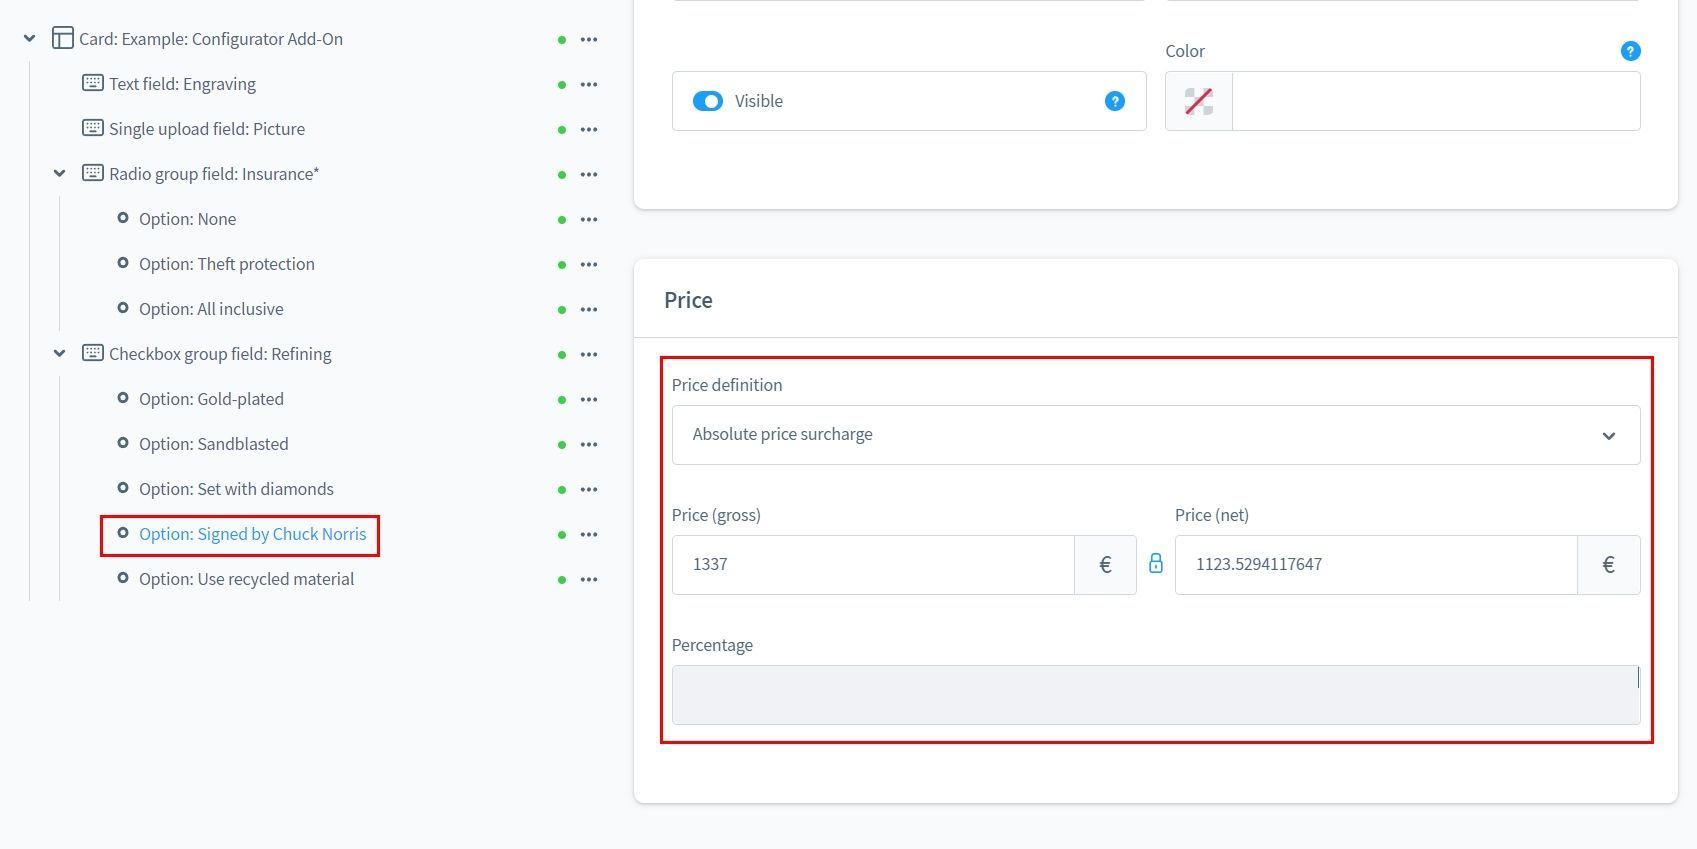 Card: Example: Configurator Add-On
Text field: Engraving
Single upload field: Picture
Radio group field: Insurance*
Option: None
Option: Theft protection
Option: All inclusive
Checkbox group field: Refining
Option: Gold-plated
Option: Sandblasted
Option: Set with diamonds
Option: Signed by Chuck Norris
Option: Use recycled material
Color ?
Visible ?
Price
Price definition
Absolute price surcharge
Price (gross) Price (net)
1337 € 1123.5294117647 €
Percentage